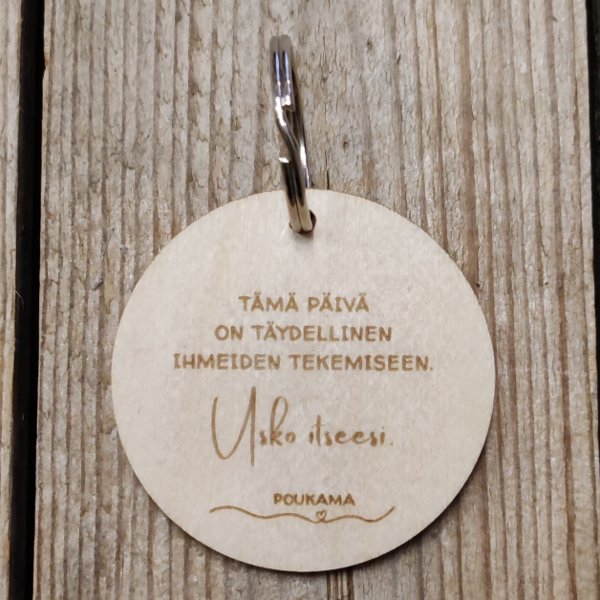 TÄMÄ PÄIVÄ
ON TÄYDELLINEN
IHMEIDEN TEKEMISEEN.
Usko itseesi.
POUKAMA